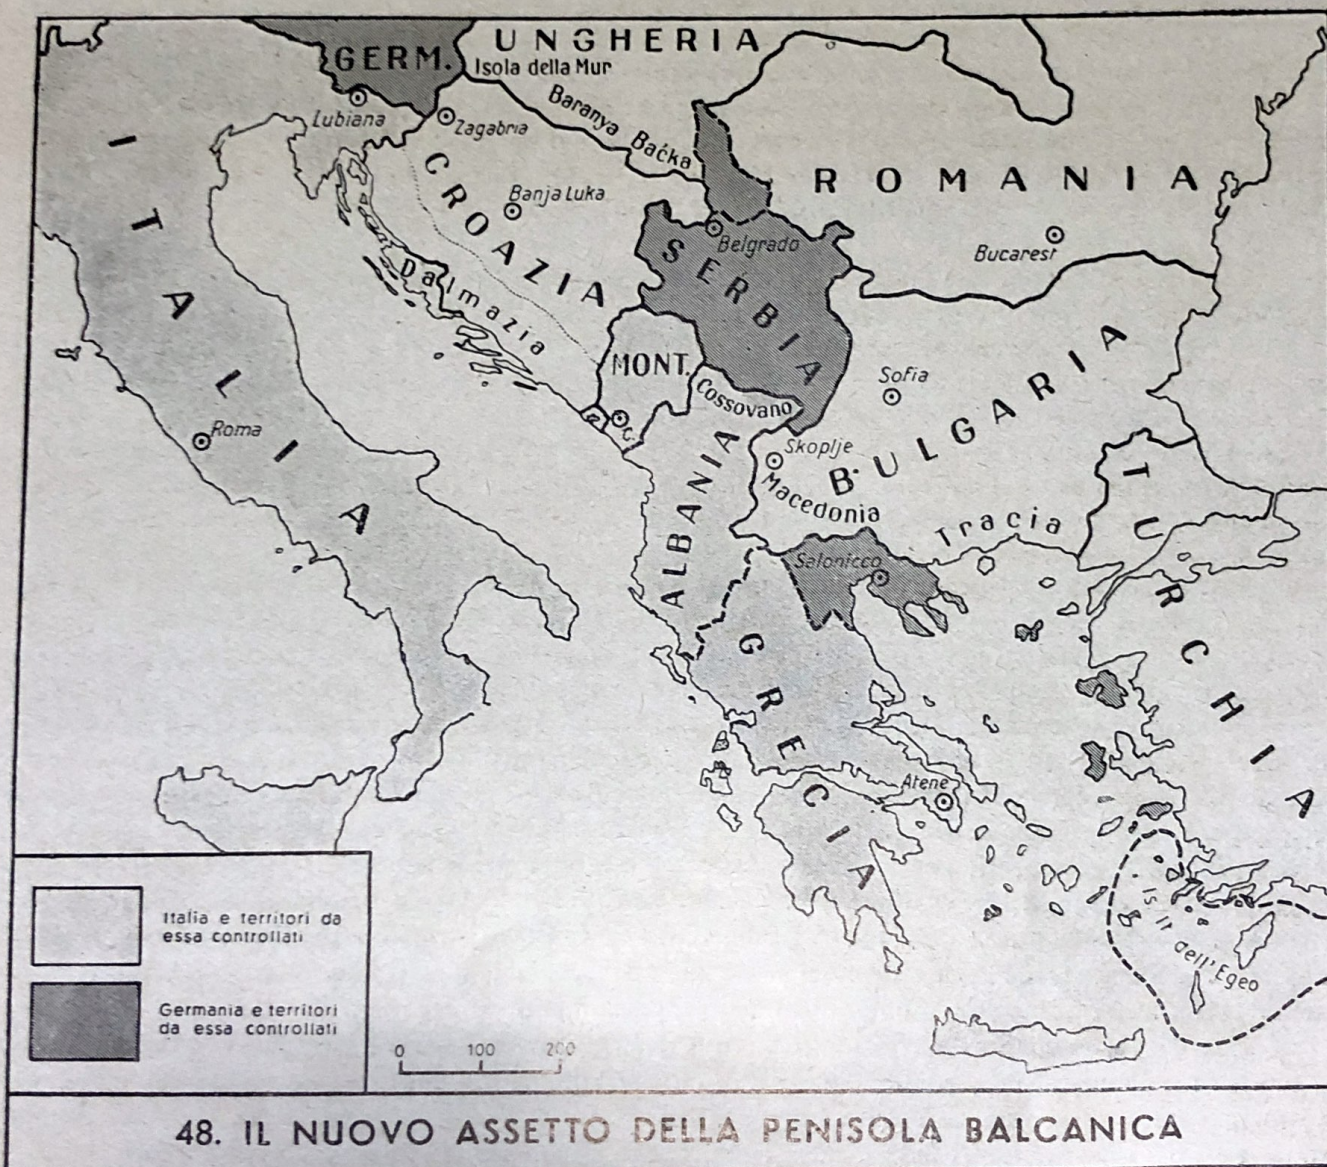 GERM.
UNGHERIA
Isola della Mur
Lubiana
Zagabria
Baranya Baćka
ITALIA
CROAZIA
Banja Luka
ROMANIA
Belgrado
Bucarest
SERBIA
Dalmazia
MONT.
Cossovano
Sofia
BULGARIA
Roma
C.
Skoplje
Macedonia
ALBANIA
Tracia
TURCHIA
Salonicco
GRECIA
Atene
Is. It. dell'Egeo
Italia e territori da
essa controllati
Germania e territori
da essa controllati
0 100 200
48. IL NUOVO ASSETTO DELLA PENISOLA BALCANICA